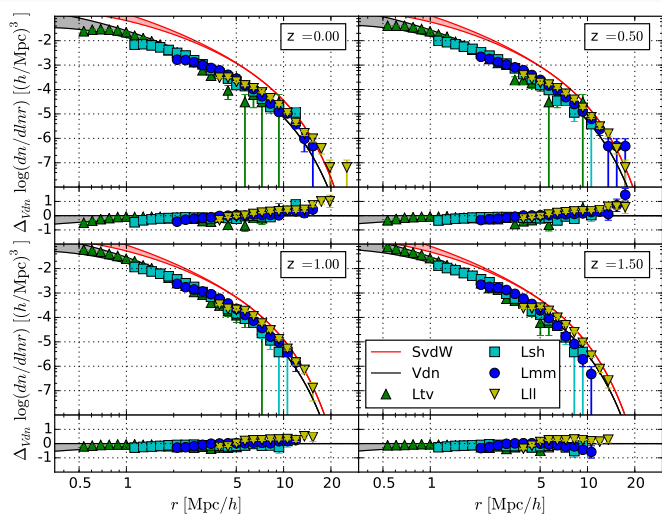 z =0.00
z =0.50
log(dn/dlnr) [(h/Mpc)³ ]
-2
-3
-4
-5
-6
-7
Δ_Vdn
1
0
-1
z =1.00
z =1.50
log(dn/dlnr) [(h/Mpc)³ ]
-2
-3
-4
-5
-6
-7
SvdW
Vdn
Ltv
Lsh
Lmm
Lll
Δ_Vdn
1
0
-1
0.5 1 5 10 20
0.5 1 5 10 20 30
r [Mpc/h]
r [Mpc/h]